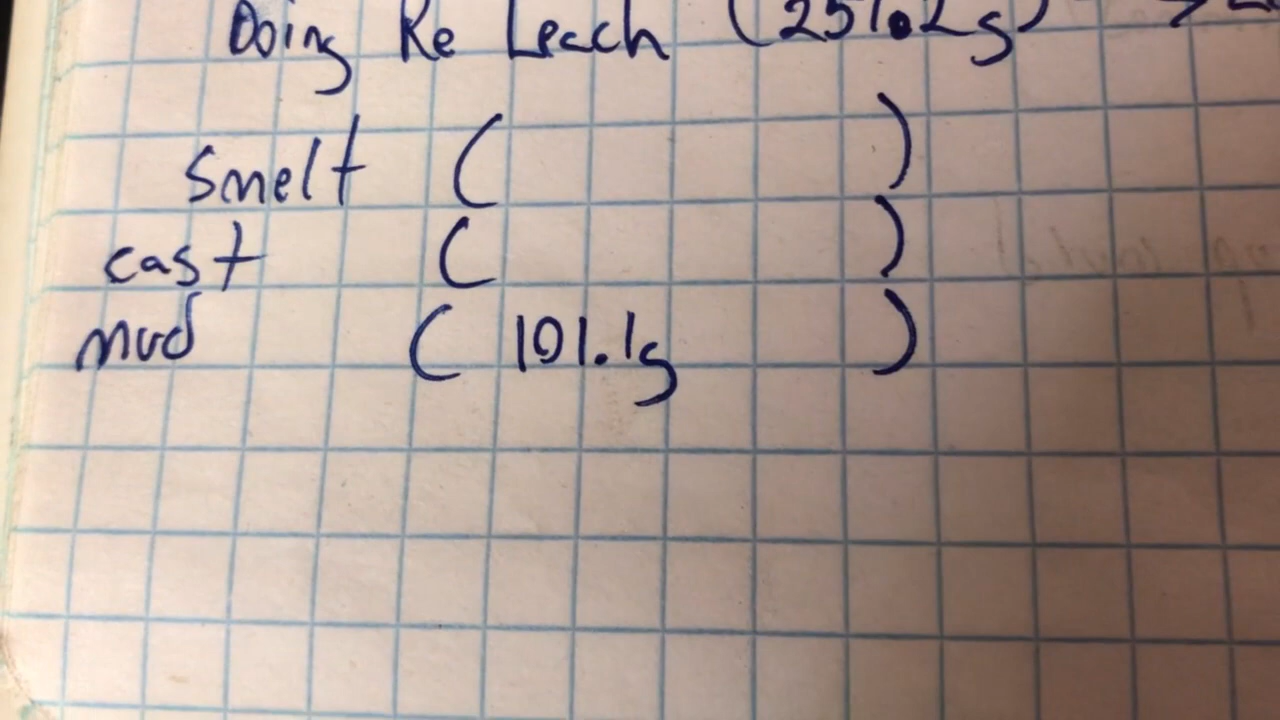 Doing Re Leach (251.2g) →
Smelt ( )
cast ( )
mud ( 101.1g )